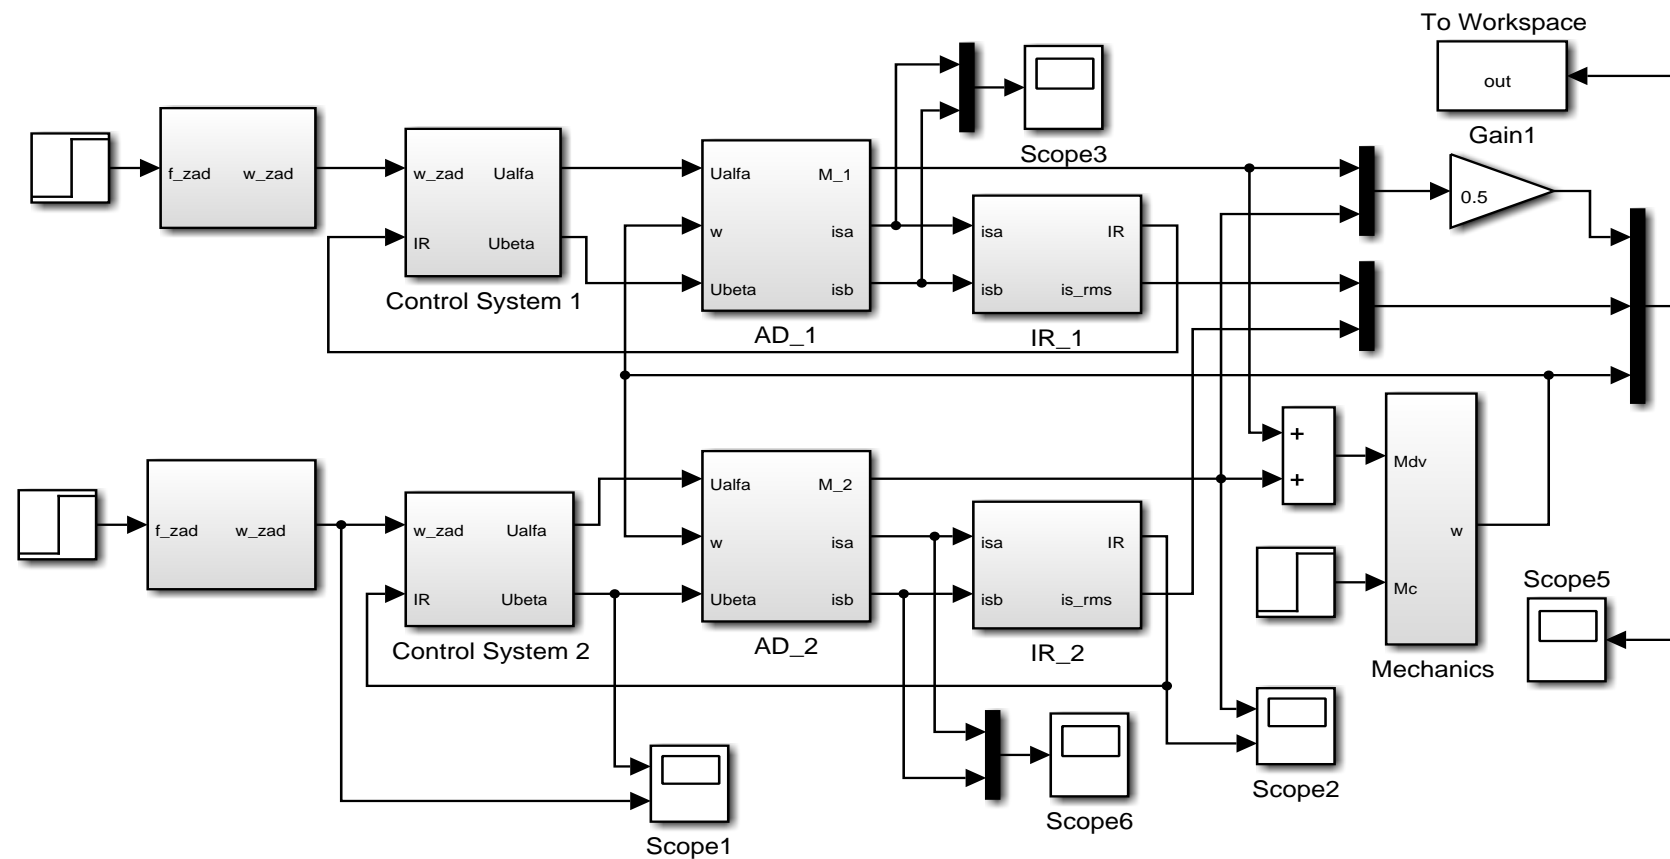 To Workspace
out
Gain1
0.5
Scope3
f_zad w_zad
w_zad Ualfa
IR Ubeta
Control System 1
Ualfa M_1
w isa
Ubeta isb
AD_1
isa IR
isb is_rms
IR_1
f_zad w_zad
w_zad Ualfa
IR Ubeta
Control System 2
Ualfa M_2
w isa
Ubeta isb
AD_2
isa IR
isb is_rms
IR_2
+
+
Mdv
w
Mc
Mechanics
Scope5
Scope2
Scope6
Scope1